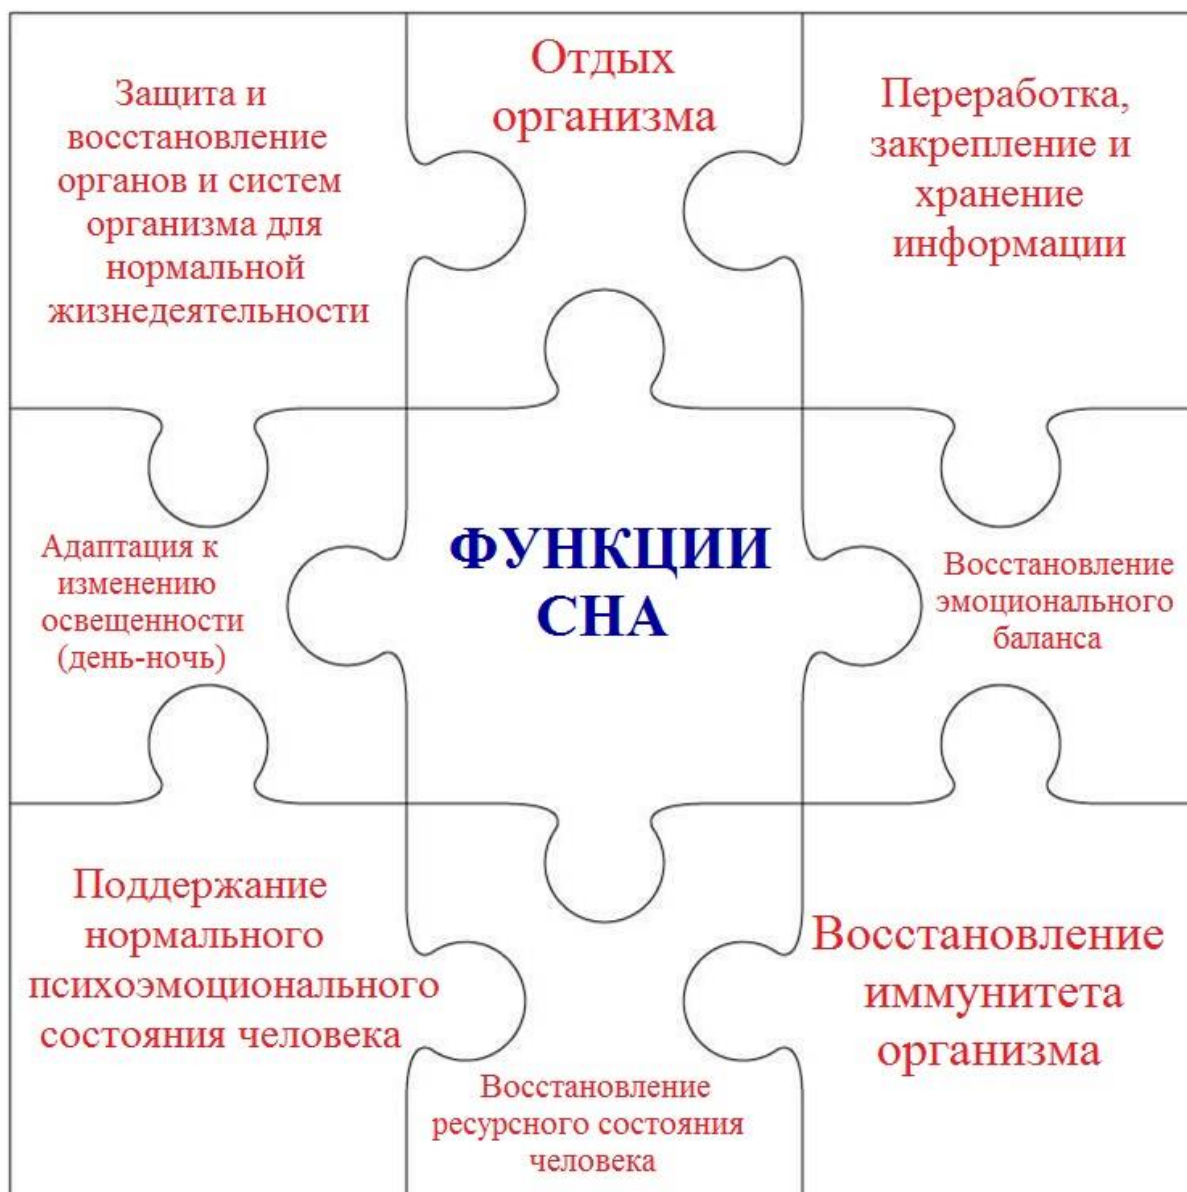 Защита и
восстановление
органов и систем
организма для
нормальной
жизнедеятельности
Отдых
организма
Переработка,
закрепление и
хранение
информации
Адаптация к
изменению
освещенности
(день-ночь)
ФУНКЦИИ
СНА
Восстановление
эмоционального
баланса
Поддержание
нормального
психоэмоционального
состояния человека
Восстановление
ресурсного состояния
человека
Восстановление
иммунитета
организма